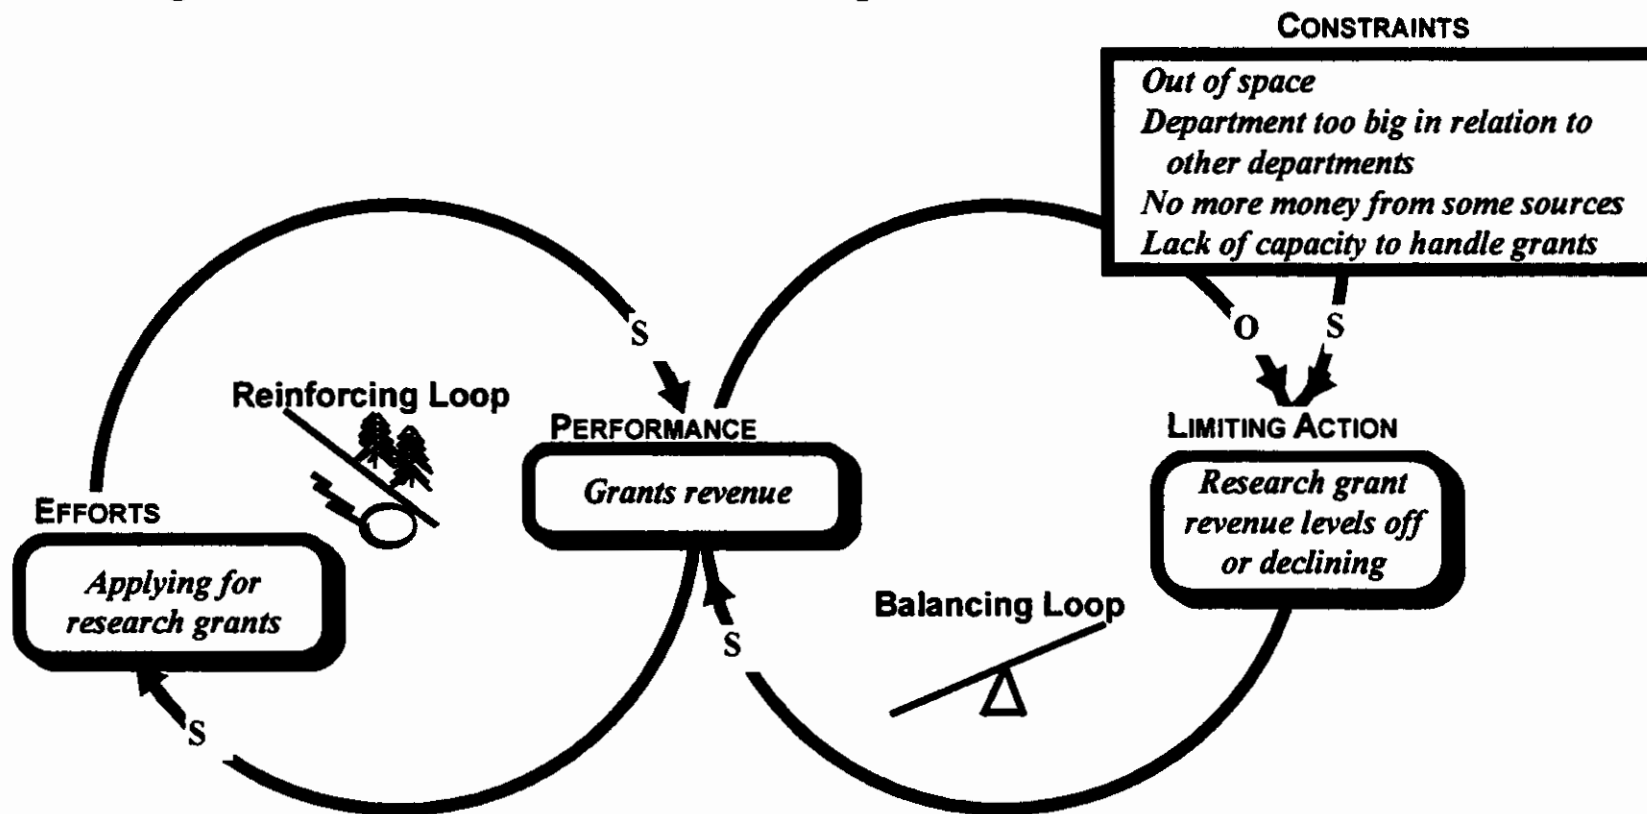 CONSTRAINTS
Out of space
Department too big in relation to
other departments
No more money from some sources
Lack of capacity to handle grants
O
S
S
Reinforcing Loop
PERFORMANCE
Grants revenue
LIMITING ACTION
Research grant
revenue levels off
or declining
EFFORTS
Applying for
research grants
Balancing Loop
S
S